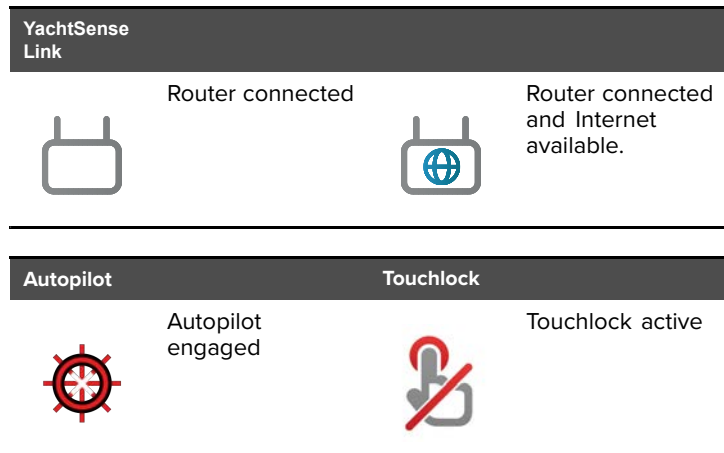 YachtSense
Link
Router connected
Router connected
and Internet
available.
Autopilot
Touchlock
Autopilot
engaged
Touchlock active